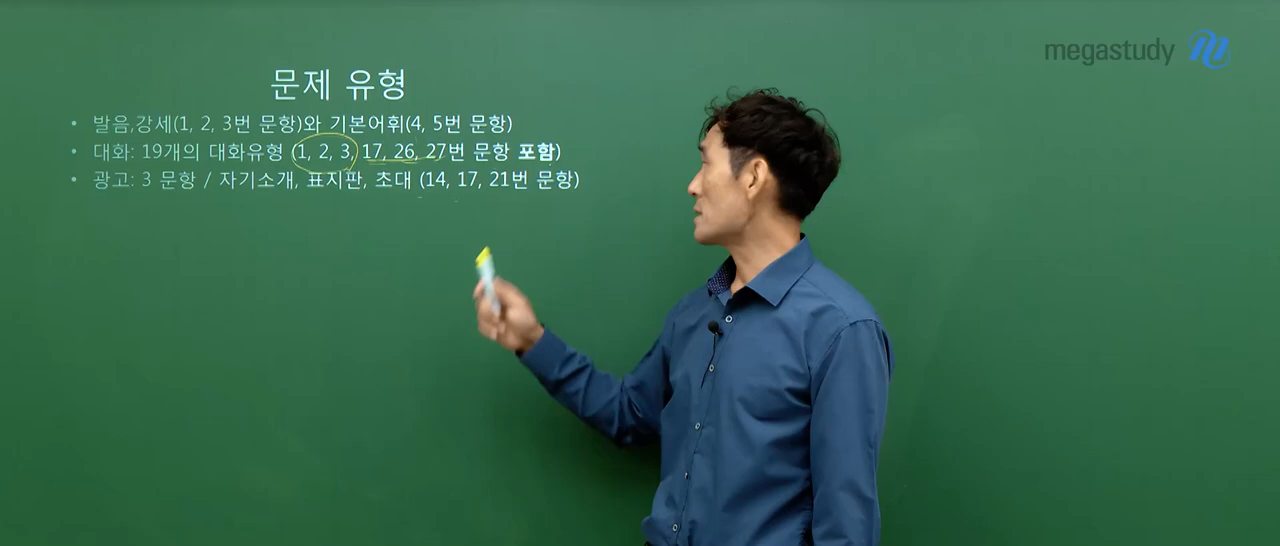 megastudy
문제 유형
• 발음,강세(1, 2, 3번 문항)와 기본어휘(4, 5번 문항)
• 대화: 19개의 대화유형 (1, 2, 3, 17, 26, 27번 문항 포함)
• 광고: 3 문항 / 자기소개, 표지판, 초대 (14, 17, 21번 문항)